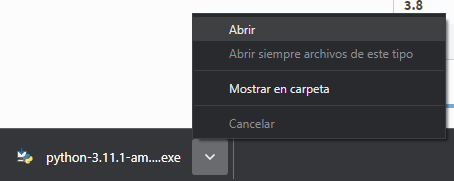 3.8
Abrir
Abrir siempre archivos de este tipo
Mostrar en carpeta
Cancelar
python-3.11.1-am....exe